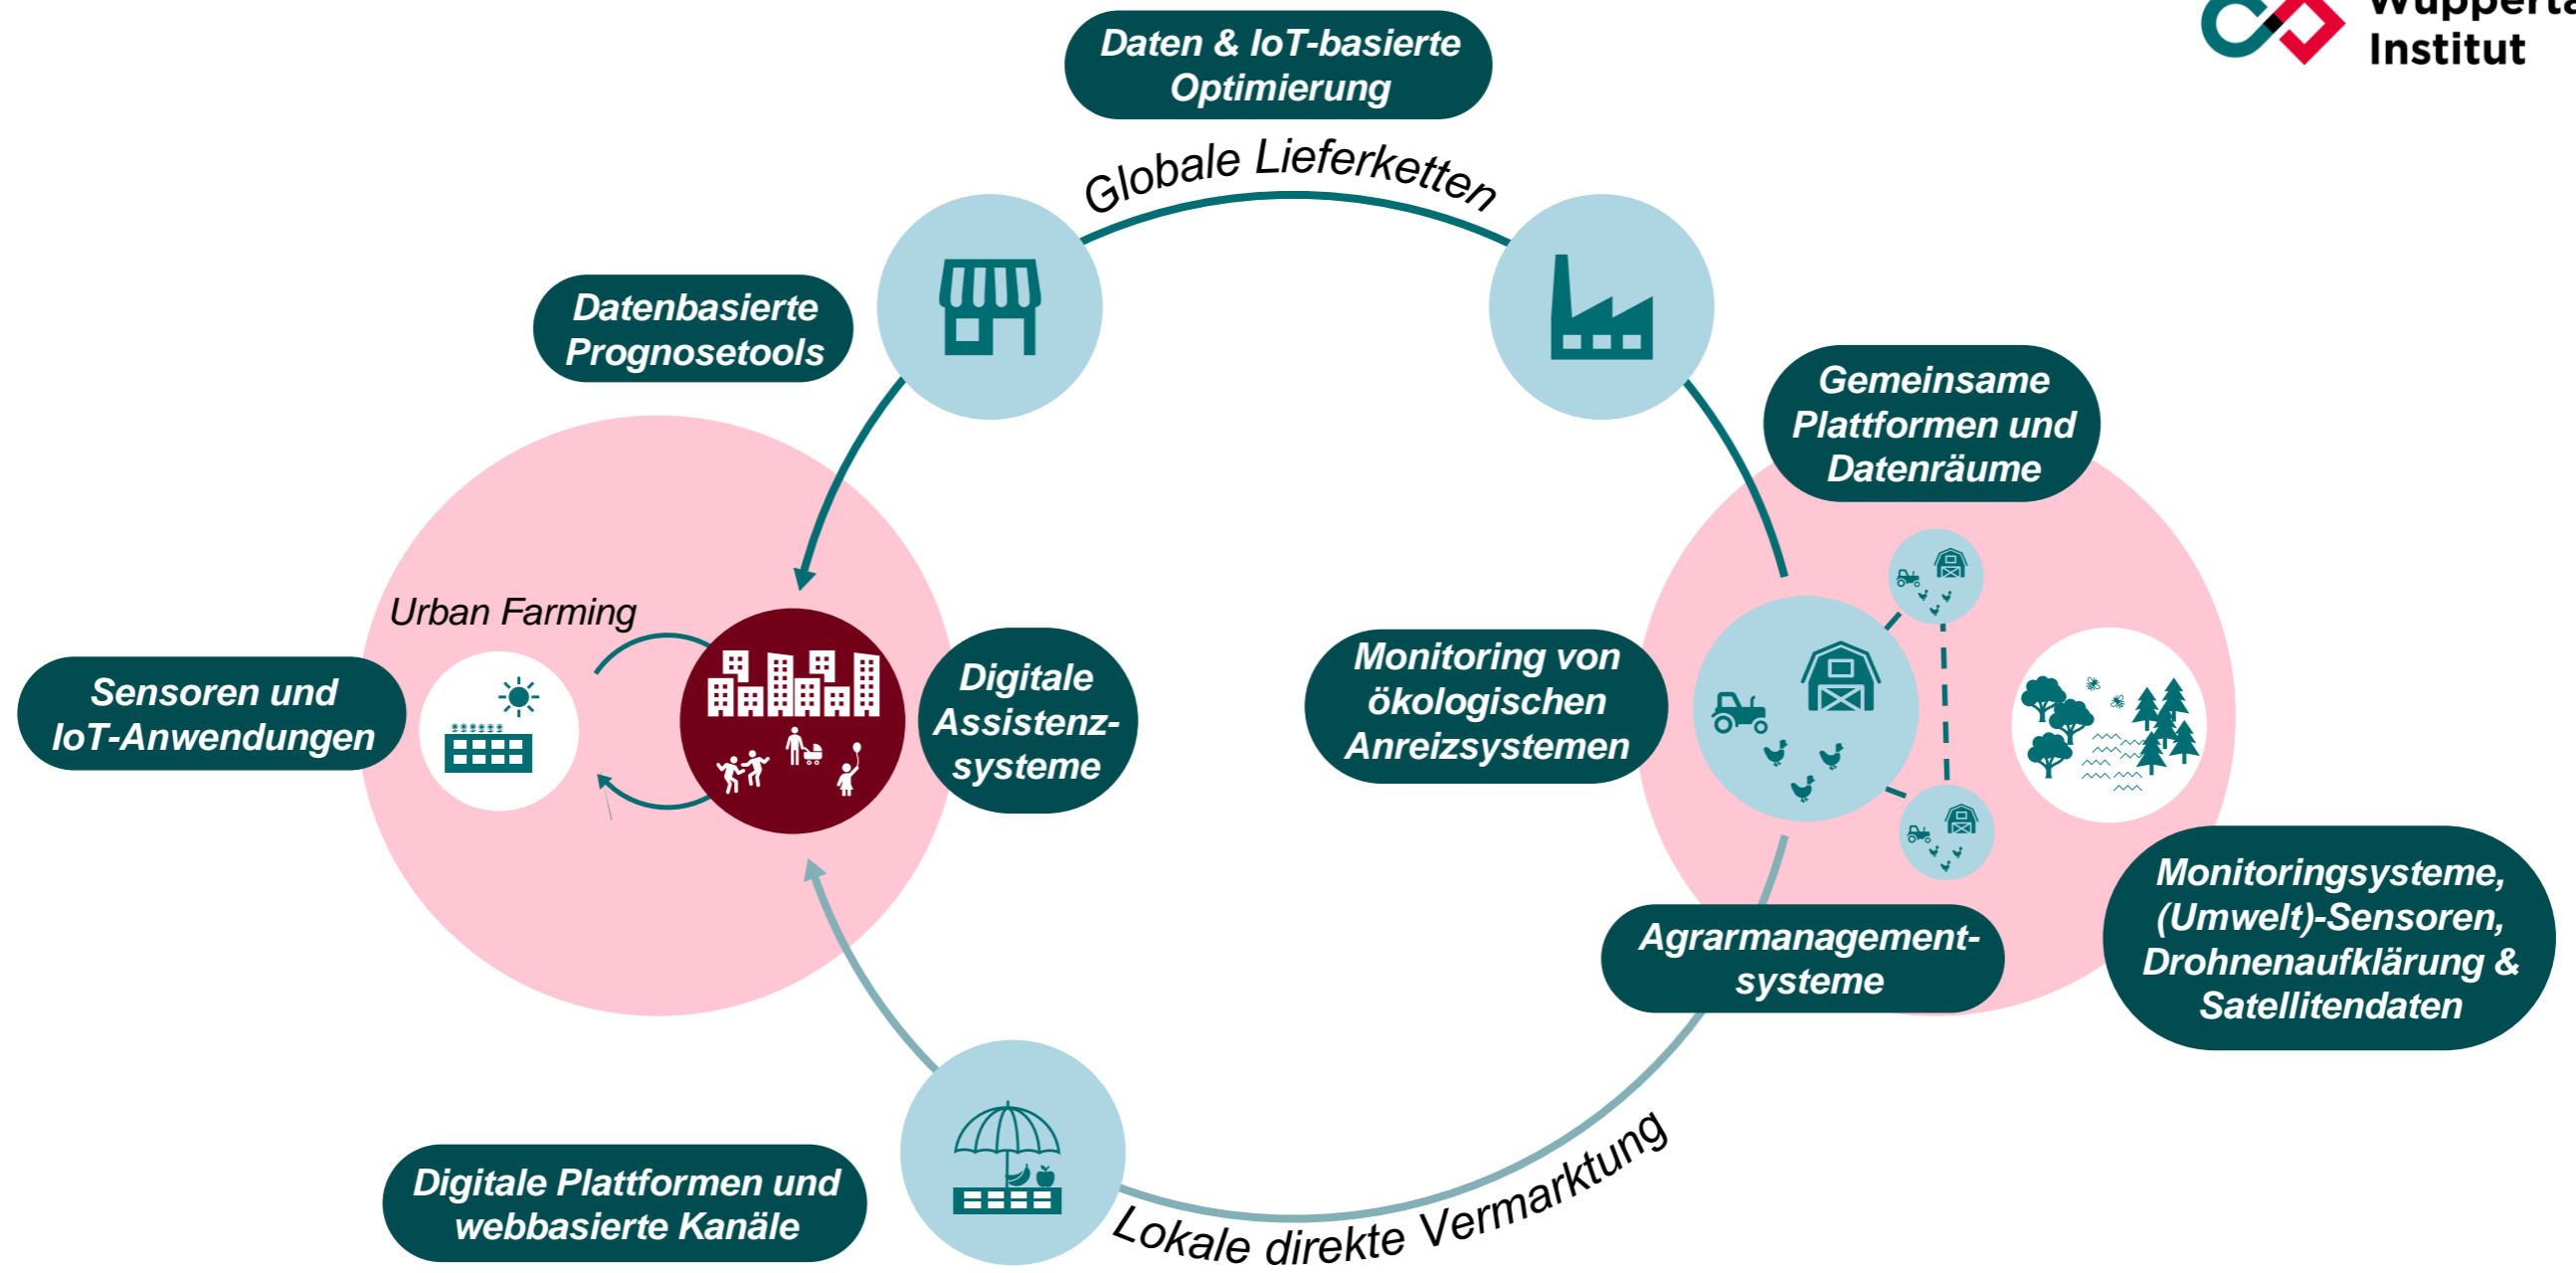 Wupperta
Institut
Daten & IoT-basierte
Optimierung
Globale Lieferketten
Datenbasierte
Prognosetools
Gemeinsame
Plattformen und
Datenräume
Urban Farming
Sensoren und
IoT-Anwendungen
Digitale
Assistenz-
systeme
Monitoring von
ökologischen
Anreizsystemen
Agrarmanagement-
systeme
Monitoringsysteme,
(Umwelt)-Sensoren,
Drohnenaufklärung &
Satellitendaten
Digitale Plattformen und
webbasierte Kanäle
Lokale direkte Vermarktung